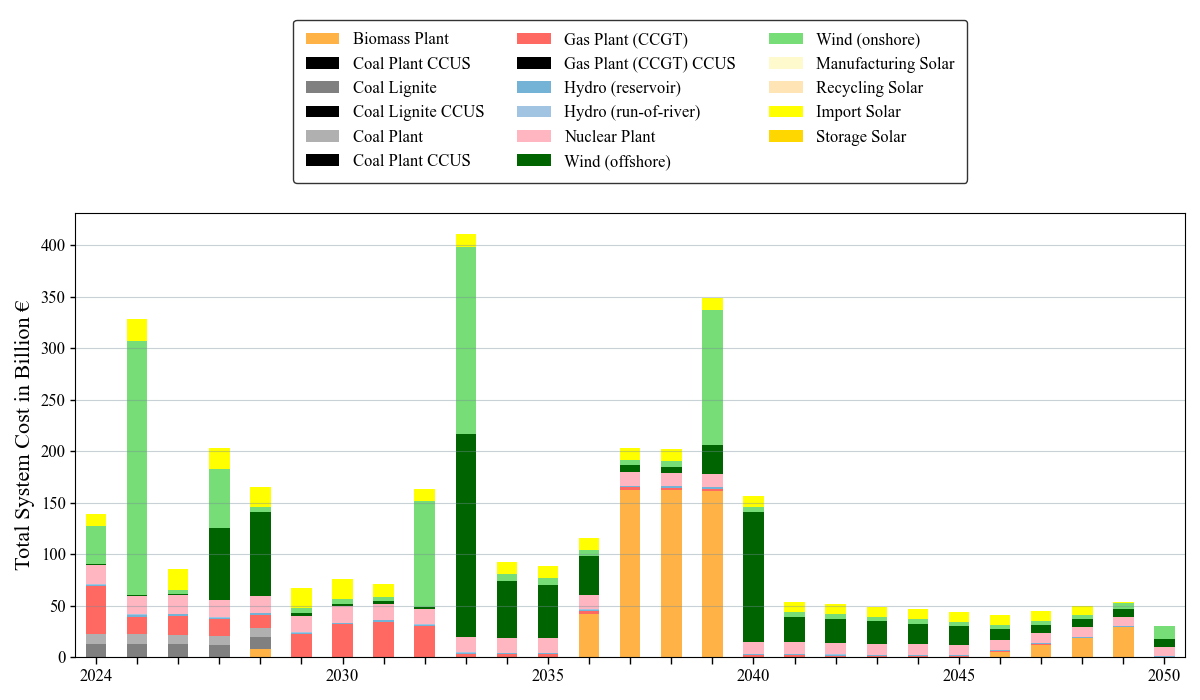 Biomass Plant
Coal Plant CCUS
Coal Lignite
Coal Lignite CCUS
Coal Plant
Coal Plant CCUS
Gas Plant (CCGT)
Gas Plant (CCGT) CCUS
Hydro (reservoir)
Hydro (run-of-river)
Nuclear Plant
Wind (offshore)
Wind (onshore)
Manufacturing Solar
Recycling Solar
Import Solar
Storage Solar
Total System Cost in Billion €
400
350
300
250
200
150
100
50
0
2024
2030
2035
2040
2045
2050